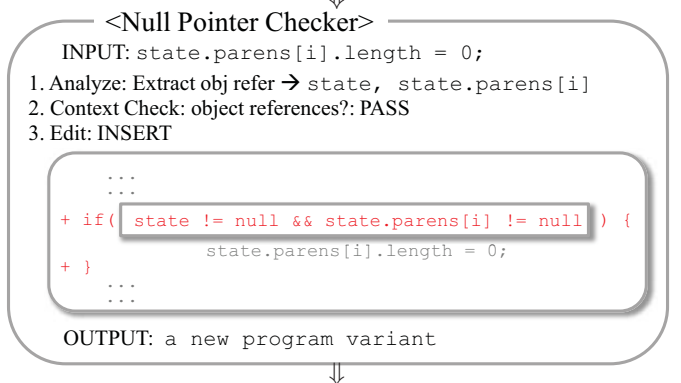 <Null Pointer Checker>
INPUT: state.parens[i].length = 0;
1. Analyze: Extract obj refer → state, state.parens[i]
2. Context Check: object references?: PASS
3. Edit: INSERT
...
...
+ if( state != null && state.parens[i] != null ) {
state.parens[i].length = 0;
+ }
...
...
OUTPUT: a new program variant